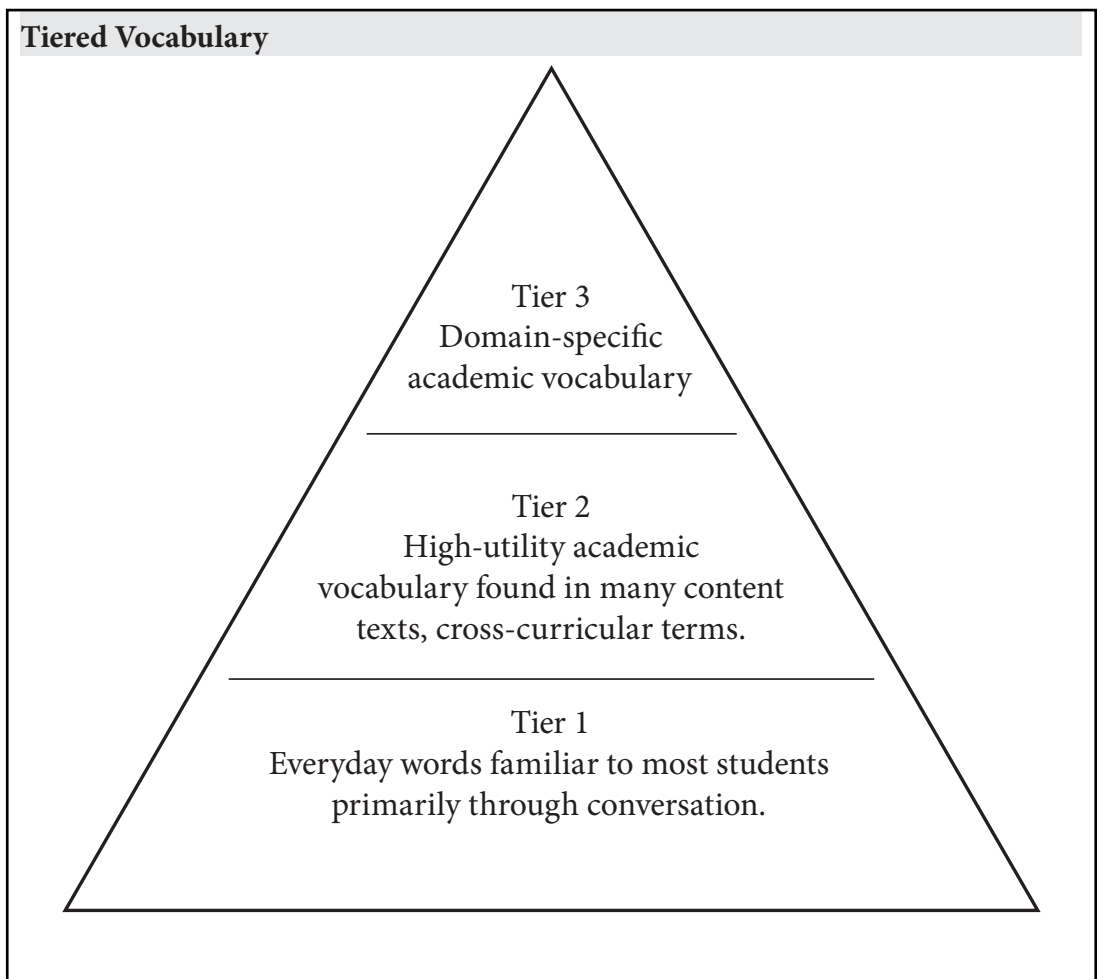 Tiered Vocabulary
Tier 3
Domain-specific
academic vocabulary
Tier 2
High-utility academic
vocabulary found in many content
texts, cross-curricular terms.
Tier 1
Everyday words familiar to most students
primarily through conversation.